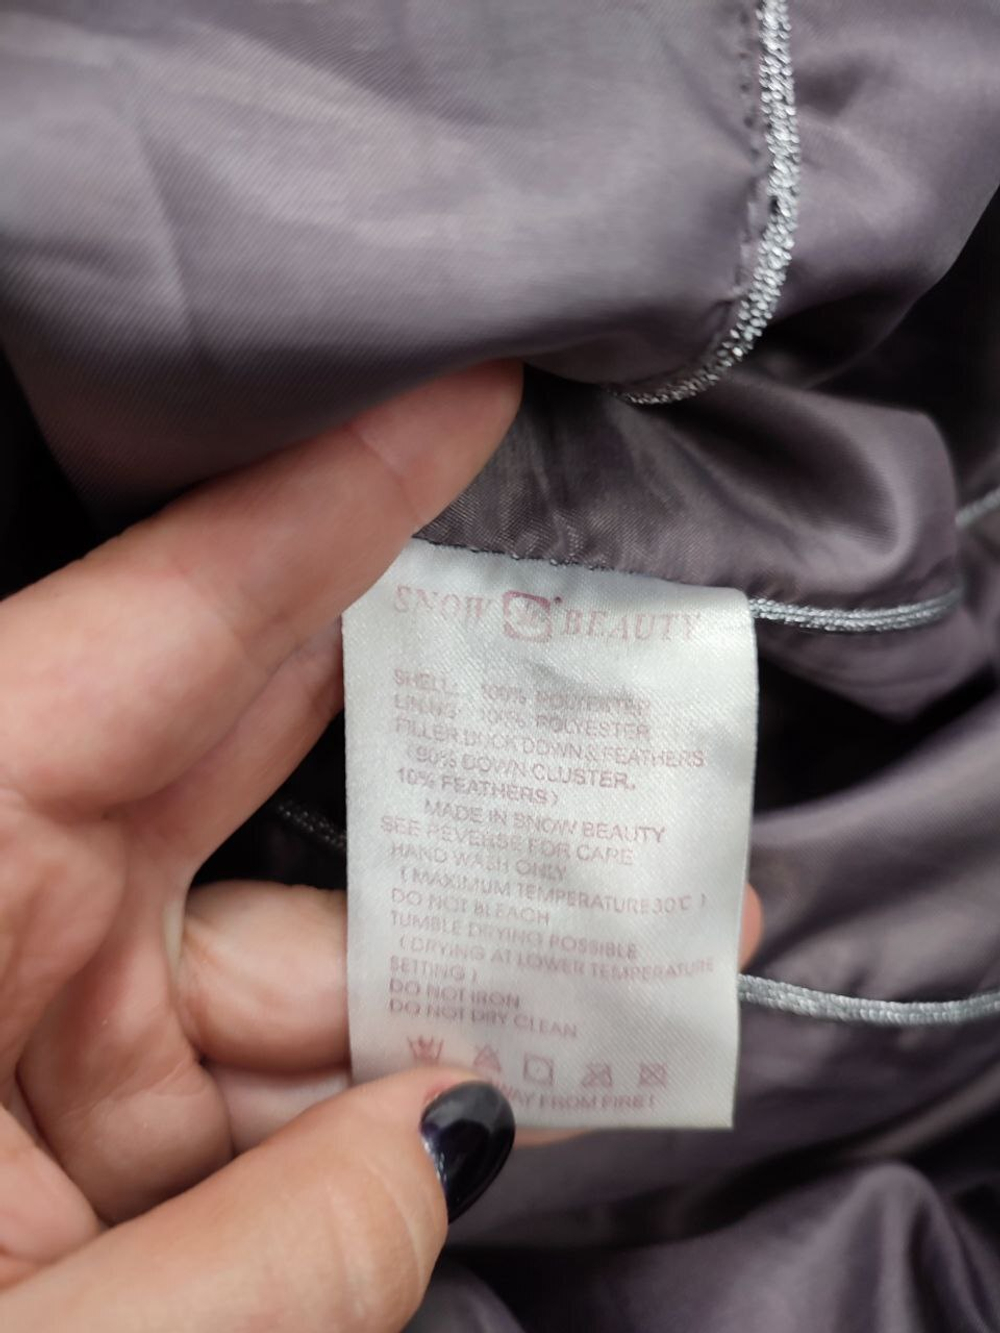 SNOW BEAUTY
SHELL: 100% POLYESTER
LINING: 100% POLYESTER
FILLER DUCK DOWN & FEATHERS
(90% DOWN CLUSTER,
10% FEATHERS)
MADE IN SNOW BEAUTY
SEE REVERSE FOR CARE
HAND WASH ONLY
(MAXIMUM TEMPERATURE 30℃)
DO NOT BLEACH
TUMBLE DRYING POSSIBLE
(DRYING AT LOWER TEMPERATURE
SETTING)
DO NOT IRON
DO NOT DRY CLEAN
AWAY FROM FIRE!